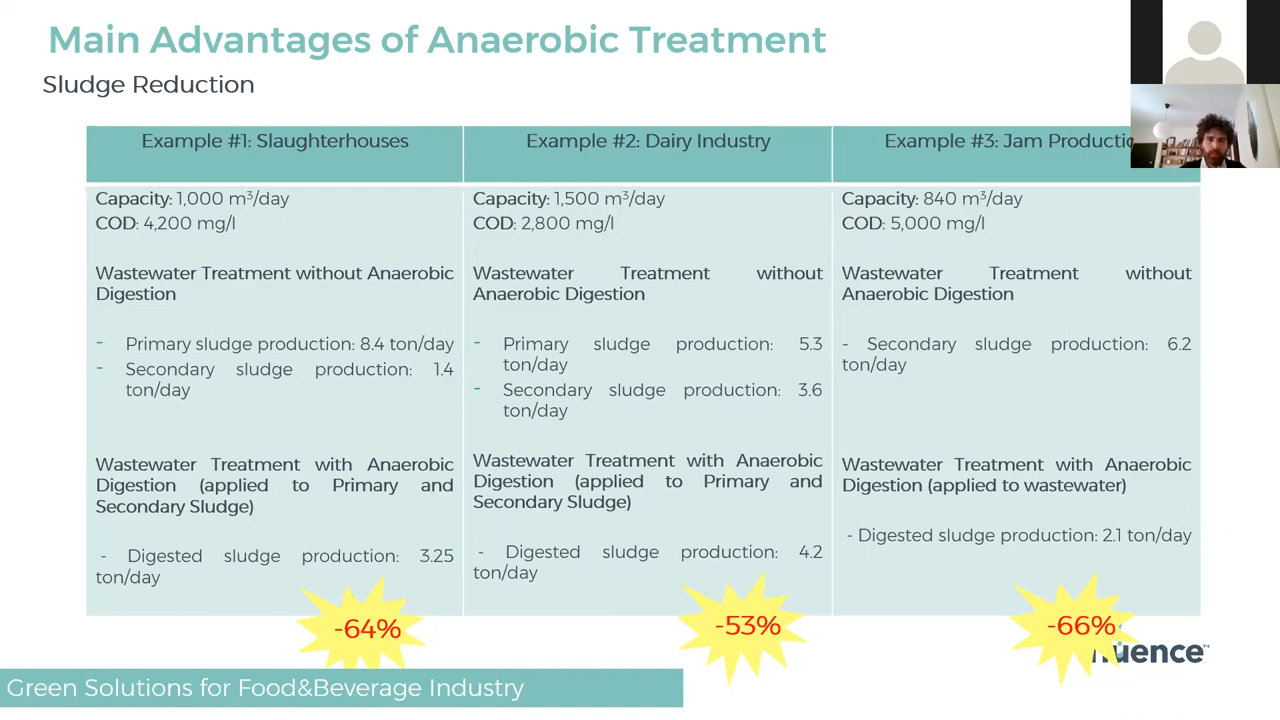 Main Advantages of Anaerobic Treatment
Sludge Reduction
Example #1: Slaughterhouses
Capacity: 1,000 m³/day
COD: 4,200 mg/l
Wastewater Treatment without Anaerobic
Digestion
- Primary sludge production: 8.4 ton/day
- Secondary sludge production: 1.4
ton/day
Wastewater Treatment with Anaerobic
Digestion (applied to Primary and
Secondary Sludge)
- Digested sludge production: 3.25
ton/day
-64%
Example #2: Dairy Industry
Capacity: 1,500 m³/day
COD: 2,800 mg/l
Wastewater Treatment without
Anaerobic Digestion
- Primary sludge production: 5.3
ton/day
- Secondary sludge production: 3.6
ton/day
Wastewater Treatment with Anaerobic
Digestion (applied to Primary and
Secondary Sludge)
- Digested sludge production: 4.2
ton/day
-53%
Example #3: Jam
Capacity: 840 m³/day
COD: 5,000 mg/l
Wastewater Treatment without
Anaerobic Digestion
- Secondary sludge production: 6.2
ton/day
Wastewater Treatment with Anaerobic
Digestion (applied to wastewater)
- Digested sludge production: 2.1 ton/day
-66%
Green Solutions for Food&Beverage Industry